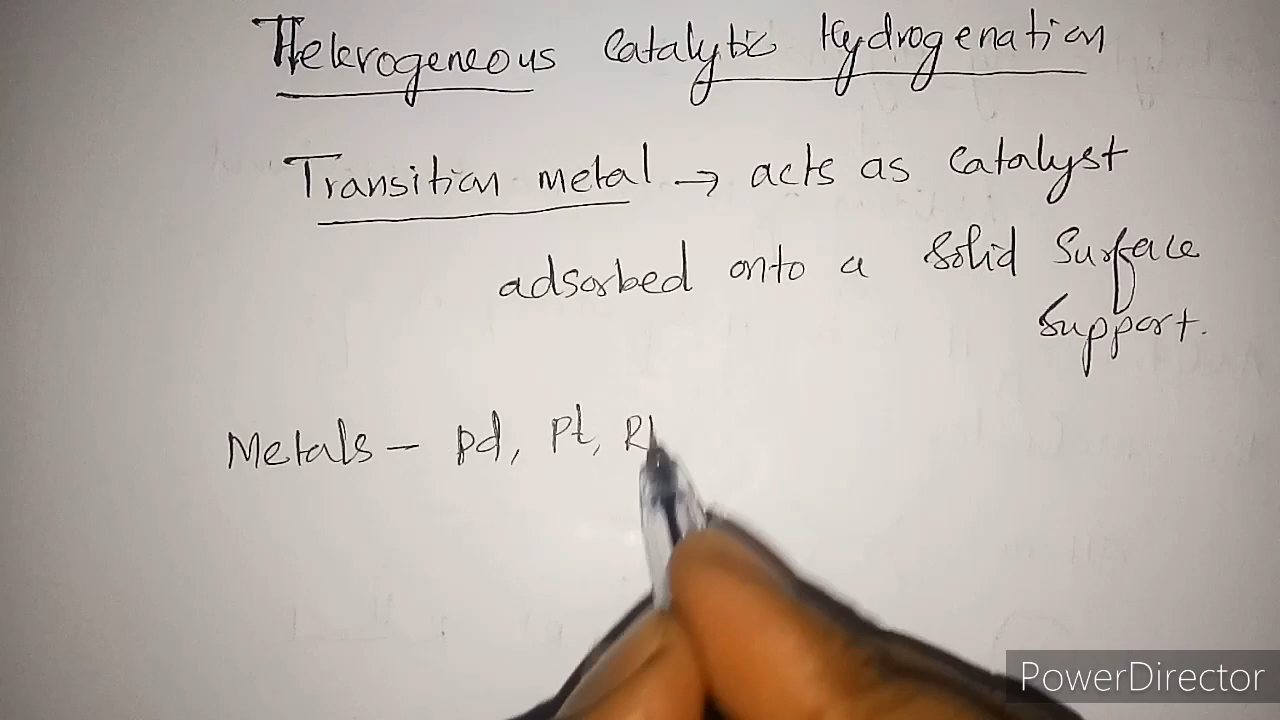 Heterogeneous Catalytic Hydrogenation
Transition metal → acts as catalyst
adsorbed onto a solid surface
support.
Metals – Pd, Pt, R
PowerDirector